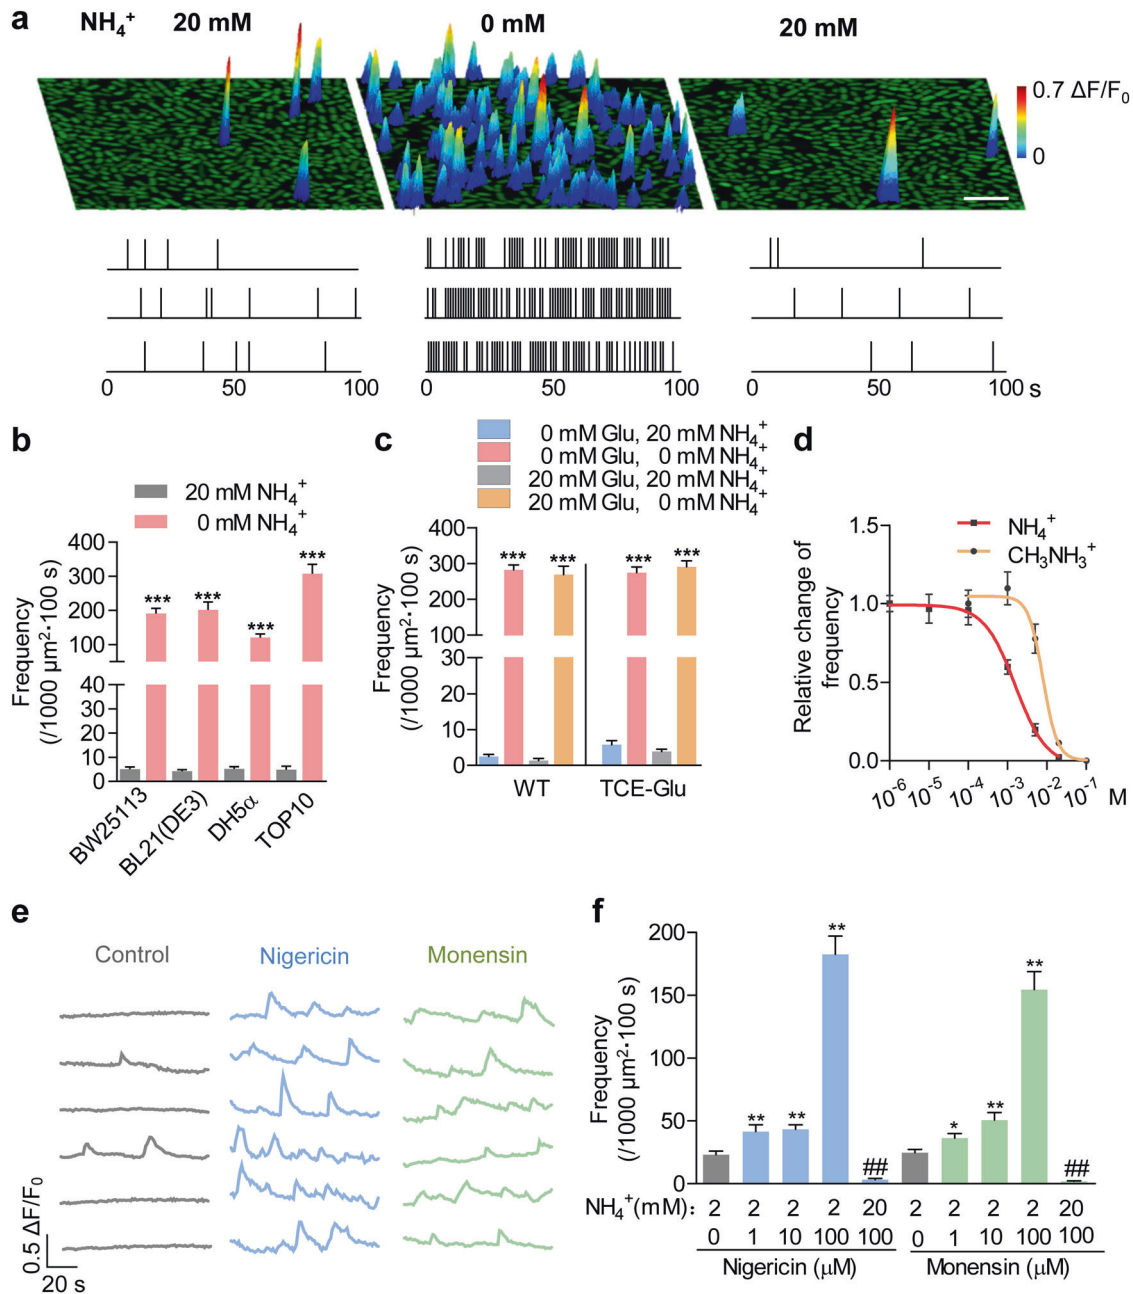 a
NH₄⁺ 20 mM 0 mM 20 mM
0.7 ΔF/F₀
0
0 50 100 0 50 100 0 50 100 s
b
20 mM NH₄⁺
0 mM NH₄⁺
Frequency
(/1000 μm²·100 s)
400
300
200
100
40
30
20
10
0
*** *** *** ***
BW25113 BL21(DE3) DH5α TOP10
c
0 mM Glu, 20 mM NH₄⁺
0 mM Glu, 0 mM NH₄⁺
20 mM Glu, 20 mM NH₄⁺
20 mM Glu, 0 mM NH₄⁺
Frequency
(/1000 μm²·100 s)
400
300
200
100
30
20
10
0
*** *** *** ***
WT TCE-Glu
d
NH₄⁺
CH₃NH₃⁺
Relative change of
frequency
1.5
1.0
0.5
0.0
10⁻⁶ 10⁻⁵ 10⁻⁴ 10⁻³ 10⁻² 10⁻¹ M
e
Control Nigericin Monensin
0.5 ΔF/F₀
20 s
f
Frequency
(/1000 μm²·100 s)
200
150
100
50
0
** ** ** ## * ** ** ##
NH₄⁺(mM): 2 2 2 2 20 2 2 2 2 20
0 1 10 100 100 0 1 10 100 100
Nigericin (μM) Monensin (μM)